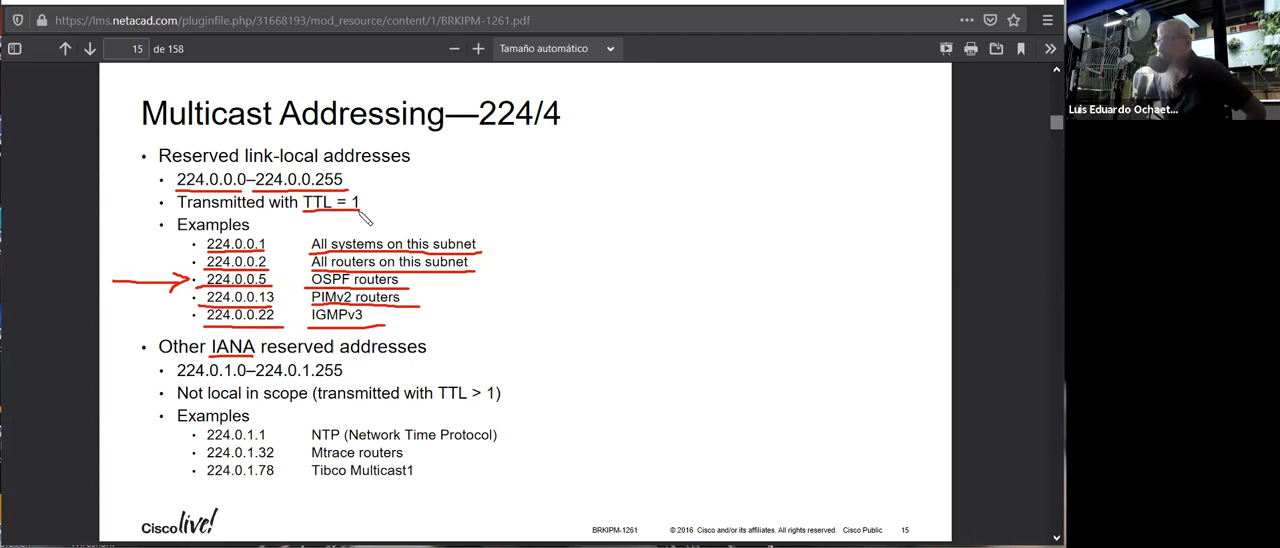 https://lms.netacad.com/pluginfile.php/31668193/mod_resource/content/1/BRKIPM-1261.pdf
15 de 158
Tamaño automático
Luis Eduardo Ochaet...
Multicast Addressing—224/4
• Reserved link-local addresses
• 224.0.0.0–224.0.0.255
• Transmitted with TTL = 1
• Examples
• 224.0.0.1 All systems on this subnet
• 224.0.0.2 All routers on this subnet
• 224.0.0.5 OSPF routers
• 224.0.0.13 PIMv2 routers
• 224.0.0.22 IGMPv3
• Other IANA reserved addresses
• 224.0.1.0–224.0.1.255
• Not local in scope (transmitted with TTL > 1)
• Examples
• 224.0.1.1 NTP (Network Time Protocol)
• 224.0.1.32 Mtrace routers
• 224.0.1.78 Tibco Multicast1
Cisco live!
BRKIPM-1261 © 2016 Cisco and/or its affiliates. All rights reserved. Cisco Public 15